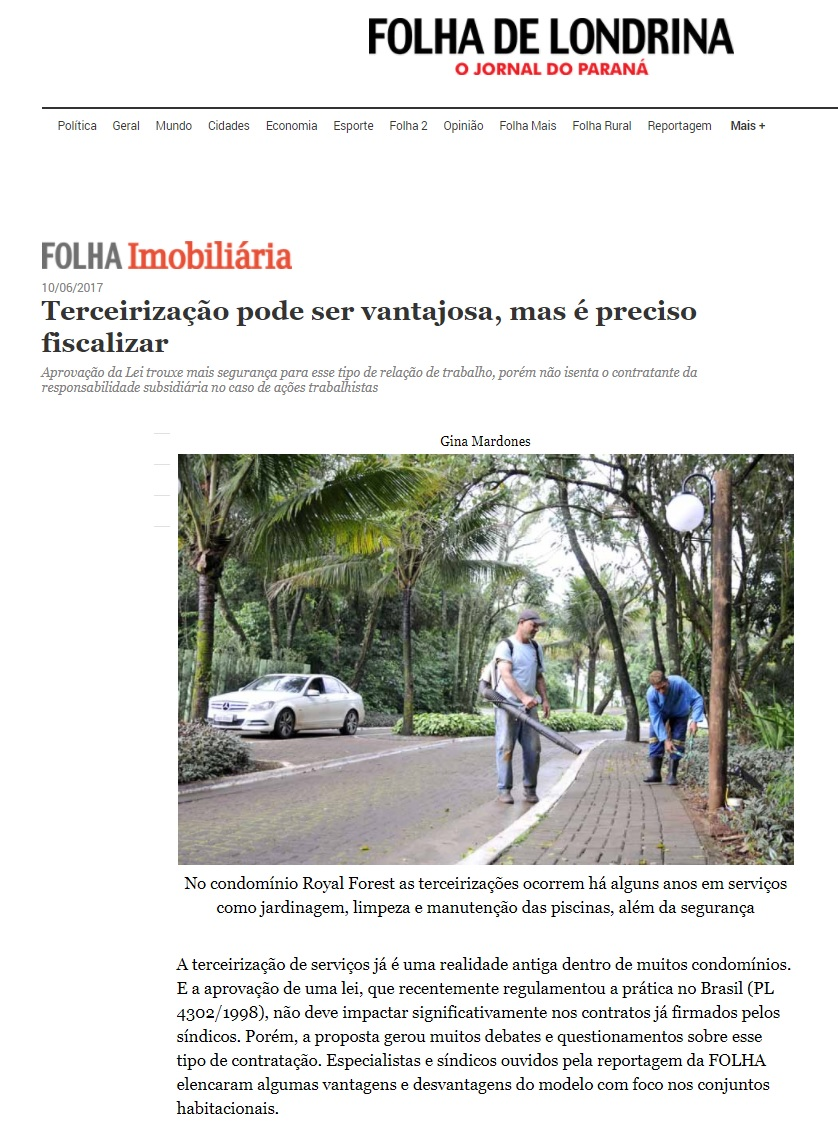 FOLHA DE LONDRINA
O JORNAL DO PARANÁ
Política Geral Mundo Cidades Economia Esporte Folha 2 Opinião Folha Mais Folha Rural Reportagem Mais +
FOLHA Imobiliária
10/06/2017
Terceirização pode ser vantajosa, mas é preciso
fiscalizar
Aprovação da Lei trouxe mais segurança para esse tipo de relação de trabalho, porém não isenta o contratante da
responsabilidade subsidiária no caso de ações trabalhistas
Gina Mardones
No condomínio Royal Forest as terceirizações ocorrem há alguns anos em serviços
como jardinagem, limpeza e manutenção das piscinas, além da segurança
A terceirização de serviços já é uma realidade antiga dentro de muitos condomínios.
E a aprovação de uma lei, que recentemente regulamentou a prática no Brasil (PL
4302/1998), não deve impactar significativamente nos contratos já firmados pelos
síndicos. Porém, a proposta gerou muitos debates e questionamentos sobre esse
tipo de contratação. Especialistas e síndicos ouvidos pela reportagem da FOLHA
elencaram algumas vantagens e desvantagens do modelo com foco nos conjuntos
habitacionais.